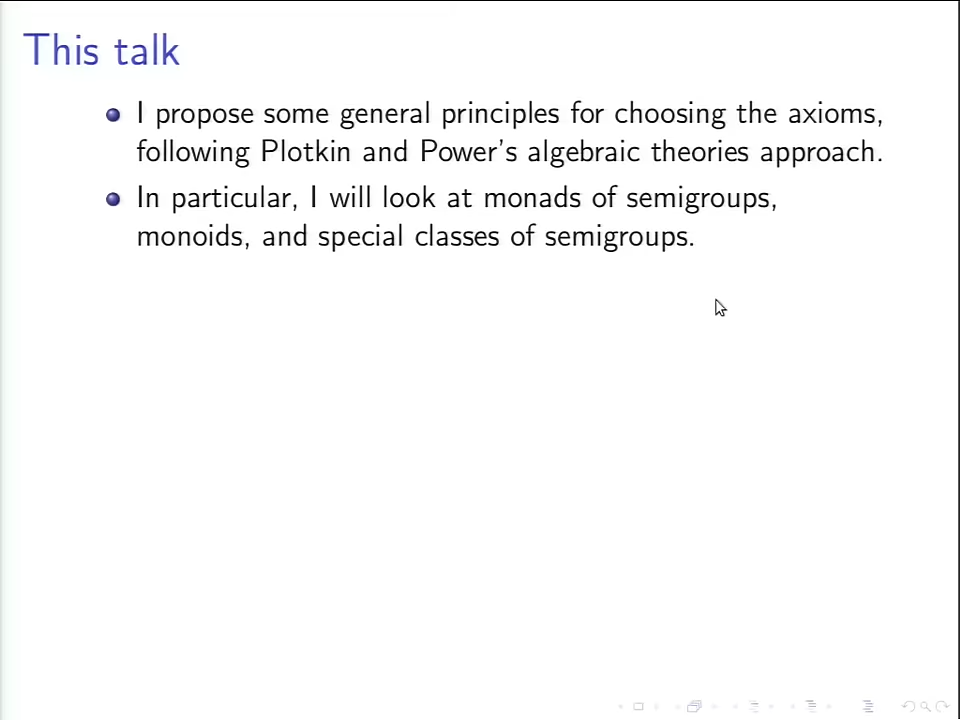 This talk
I propose some general principles for choosing the axioms,
following Plotkin and Power's algebraic theories approach.
In particular, I will look at monads of semigroups,
monoids, and special classes of semigroups.